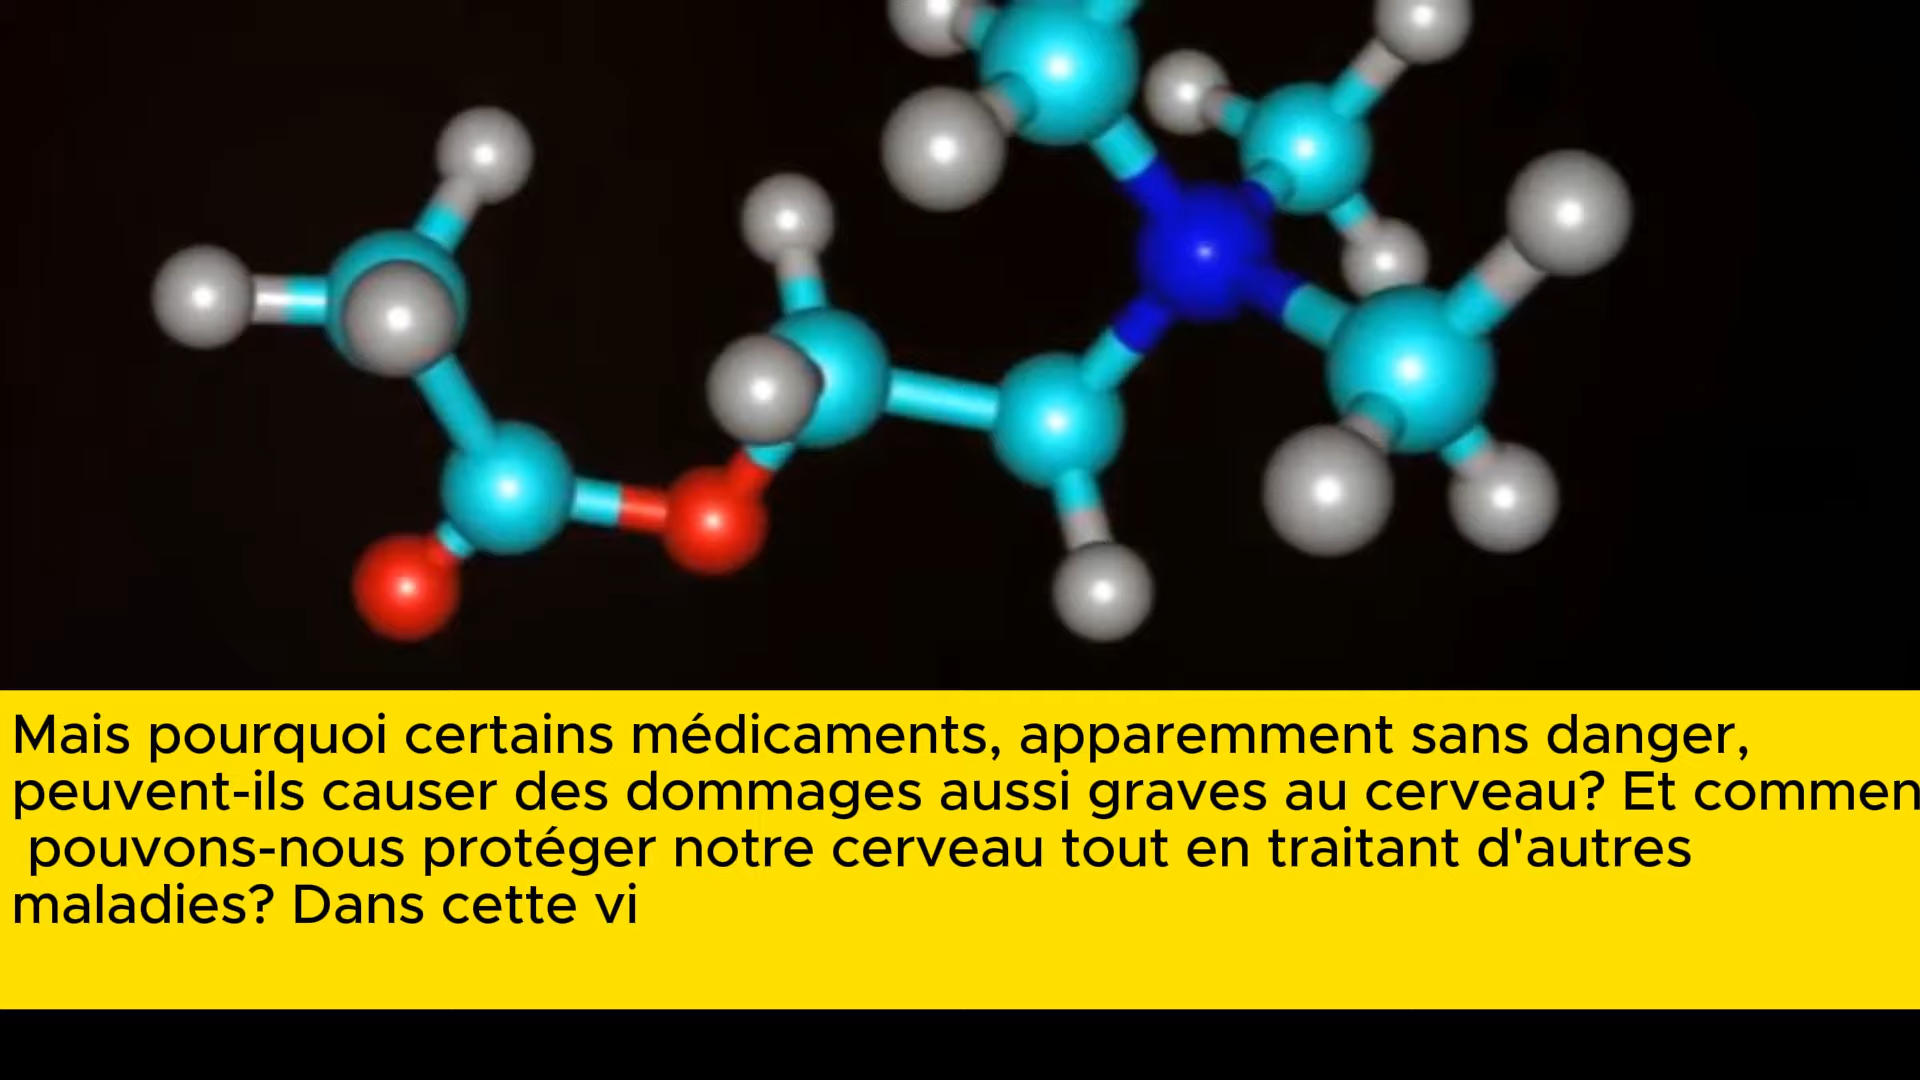 Mais pourquoi certains médicaments, apparemment sans danger,
peuvent-ils causer des dommages aussi graves au cerveau? Et commen
pouvons-nous protéger notre cerveau tout en traitant d'autres
maladies? Dans cette vi